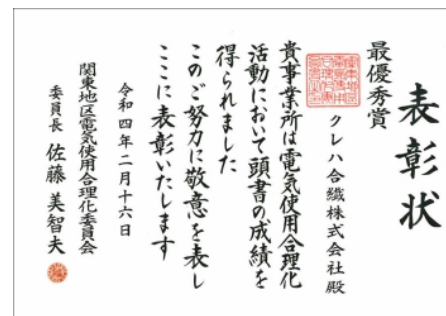 表彰状
最優秀賞
クレハ合繊株式会社殿
貴事業所は電気使用合理化
活動において頭書の成績を
得られました
このご努力に敬意を表し
ここに表彰いたします
令和四年二月十六日
関東地区電気使用合理化委員会
委員長 佐藤美智夫